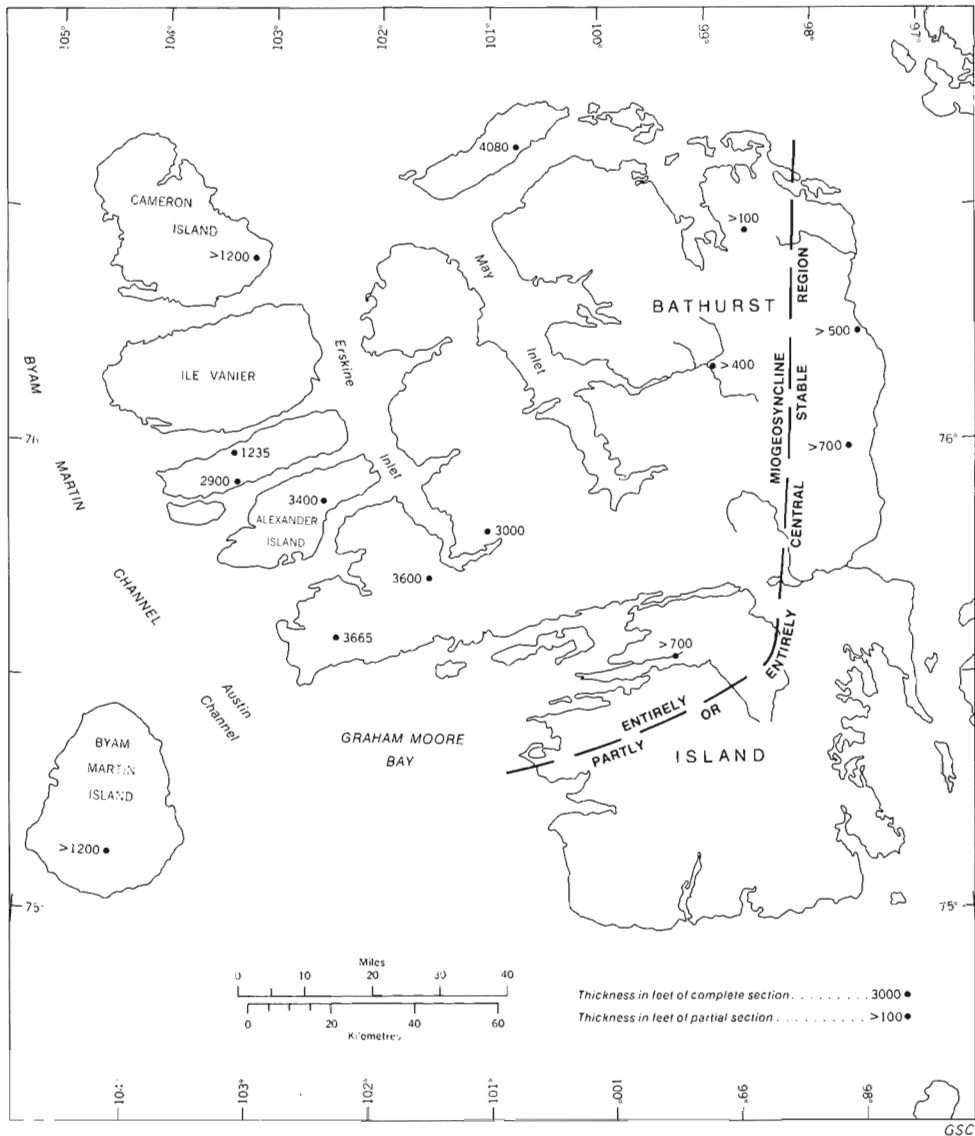 105° 104° 103° 102° 101° 100° 99° 98° 97°
4080
CAMERON
ISLAND
>1200
>100
May
Inlet
BATHURST
REGION
STABLE
CENTRAL
MIOGEOSYNCLINE
>500
>400
Erskine
Inlet
ILE VANIER
BYAM
MARTIN
CHANNEL
76°
>700
1235
2900
3400
ALEXANDER
ISLAND
3000
3600
3665
>700
ENTIRELY
ENTIRELY
OR
PARTLY
ISLAND
Austin
Channel
GRAHAM MOORE
BAY
BYAM
MARTIN
ISLAND
>1200
75
75°
Miles
0 10 20 30 40
0 20 40 60
Kilometres
Thickness in feet of complete section. . . . . . . . . 3000
Thickness in feet of partial section . . . . . . . . . . . >100
104° 103° 102° 101° 100° 99° 98°
GSC